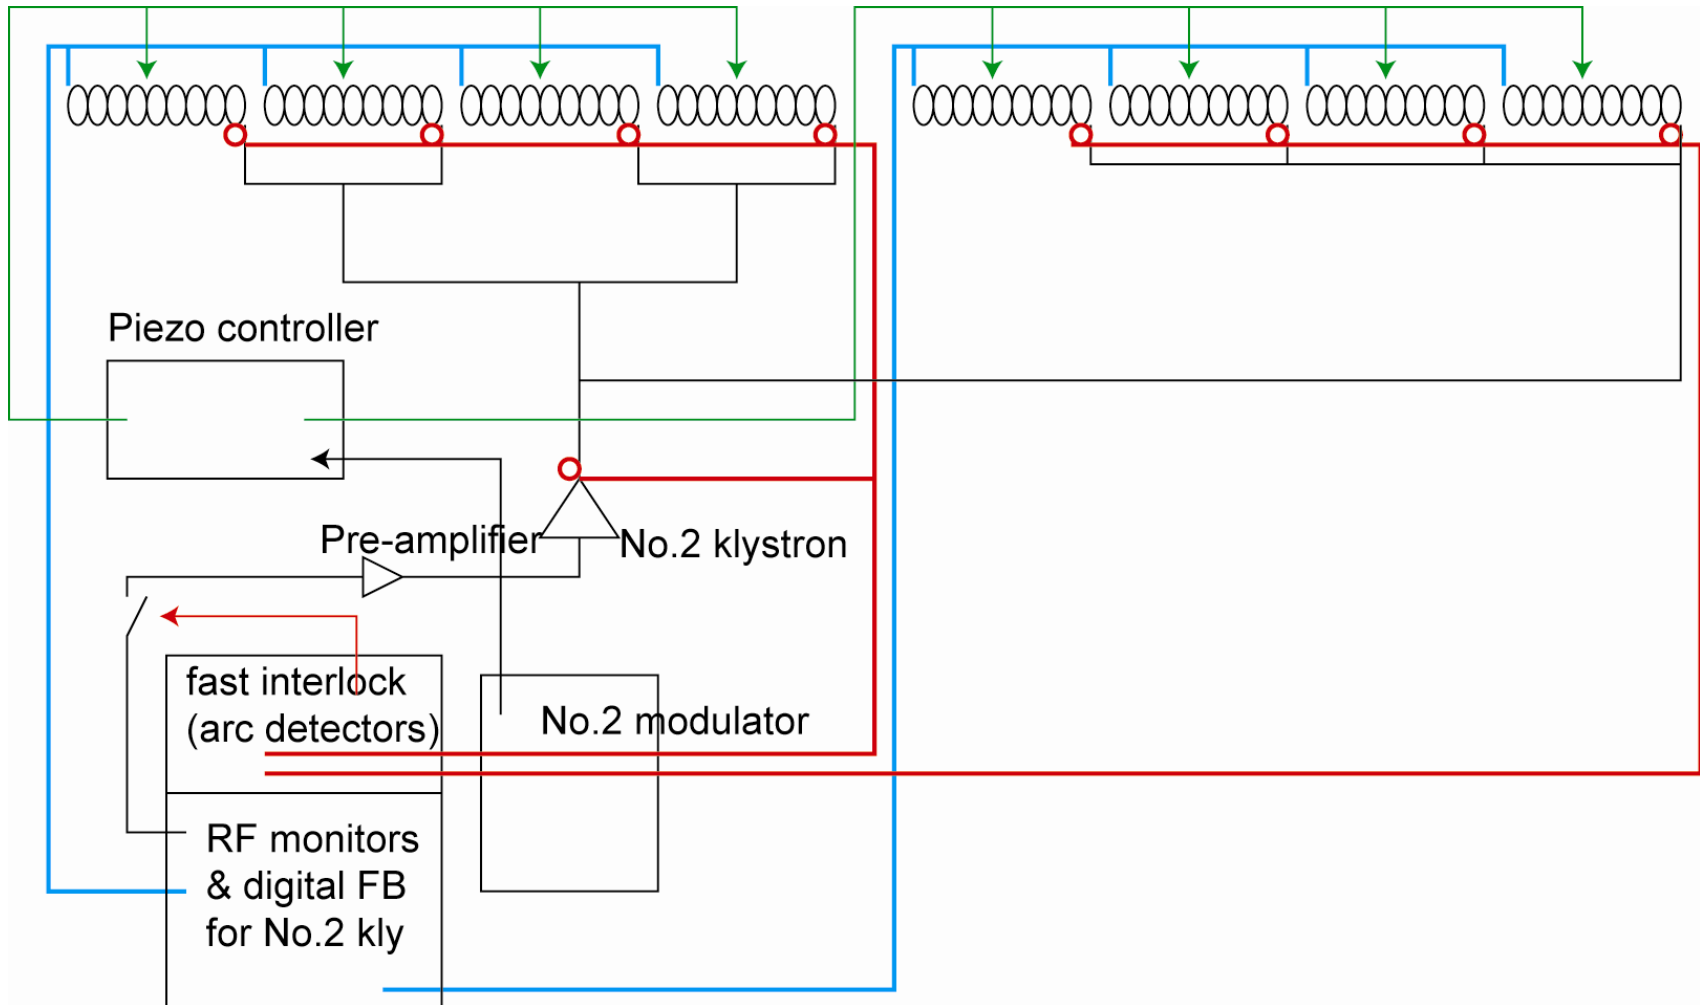 Piezo controller
Pre-amplifier
No.2 klystron
fast interlock
(arc detectors)
No.2 modulator
RF monitors
& digital FB
for No.2 kly